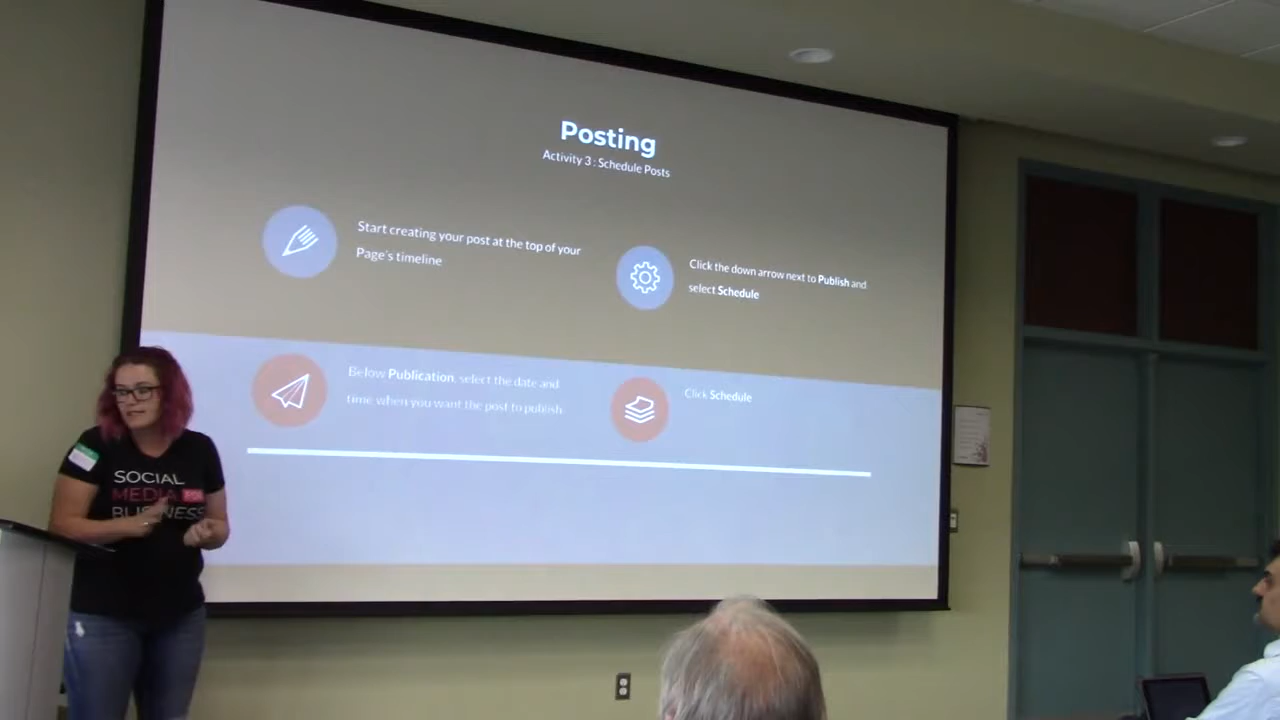 Posting
Activity 3 : Schedule Posts
Start creating your post at the top of your
Page's timeline
Click the down arrow next to Publish and
select Schedule
Below Publication, select the date and
time when you want the post to publish
Click Schedule
SOCIAL
MEDIA FOR
BUSINESS